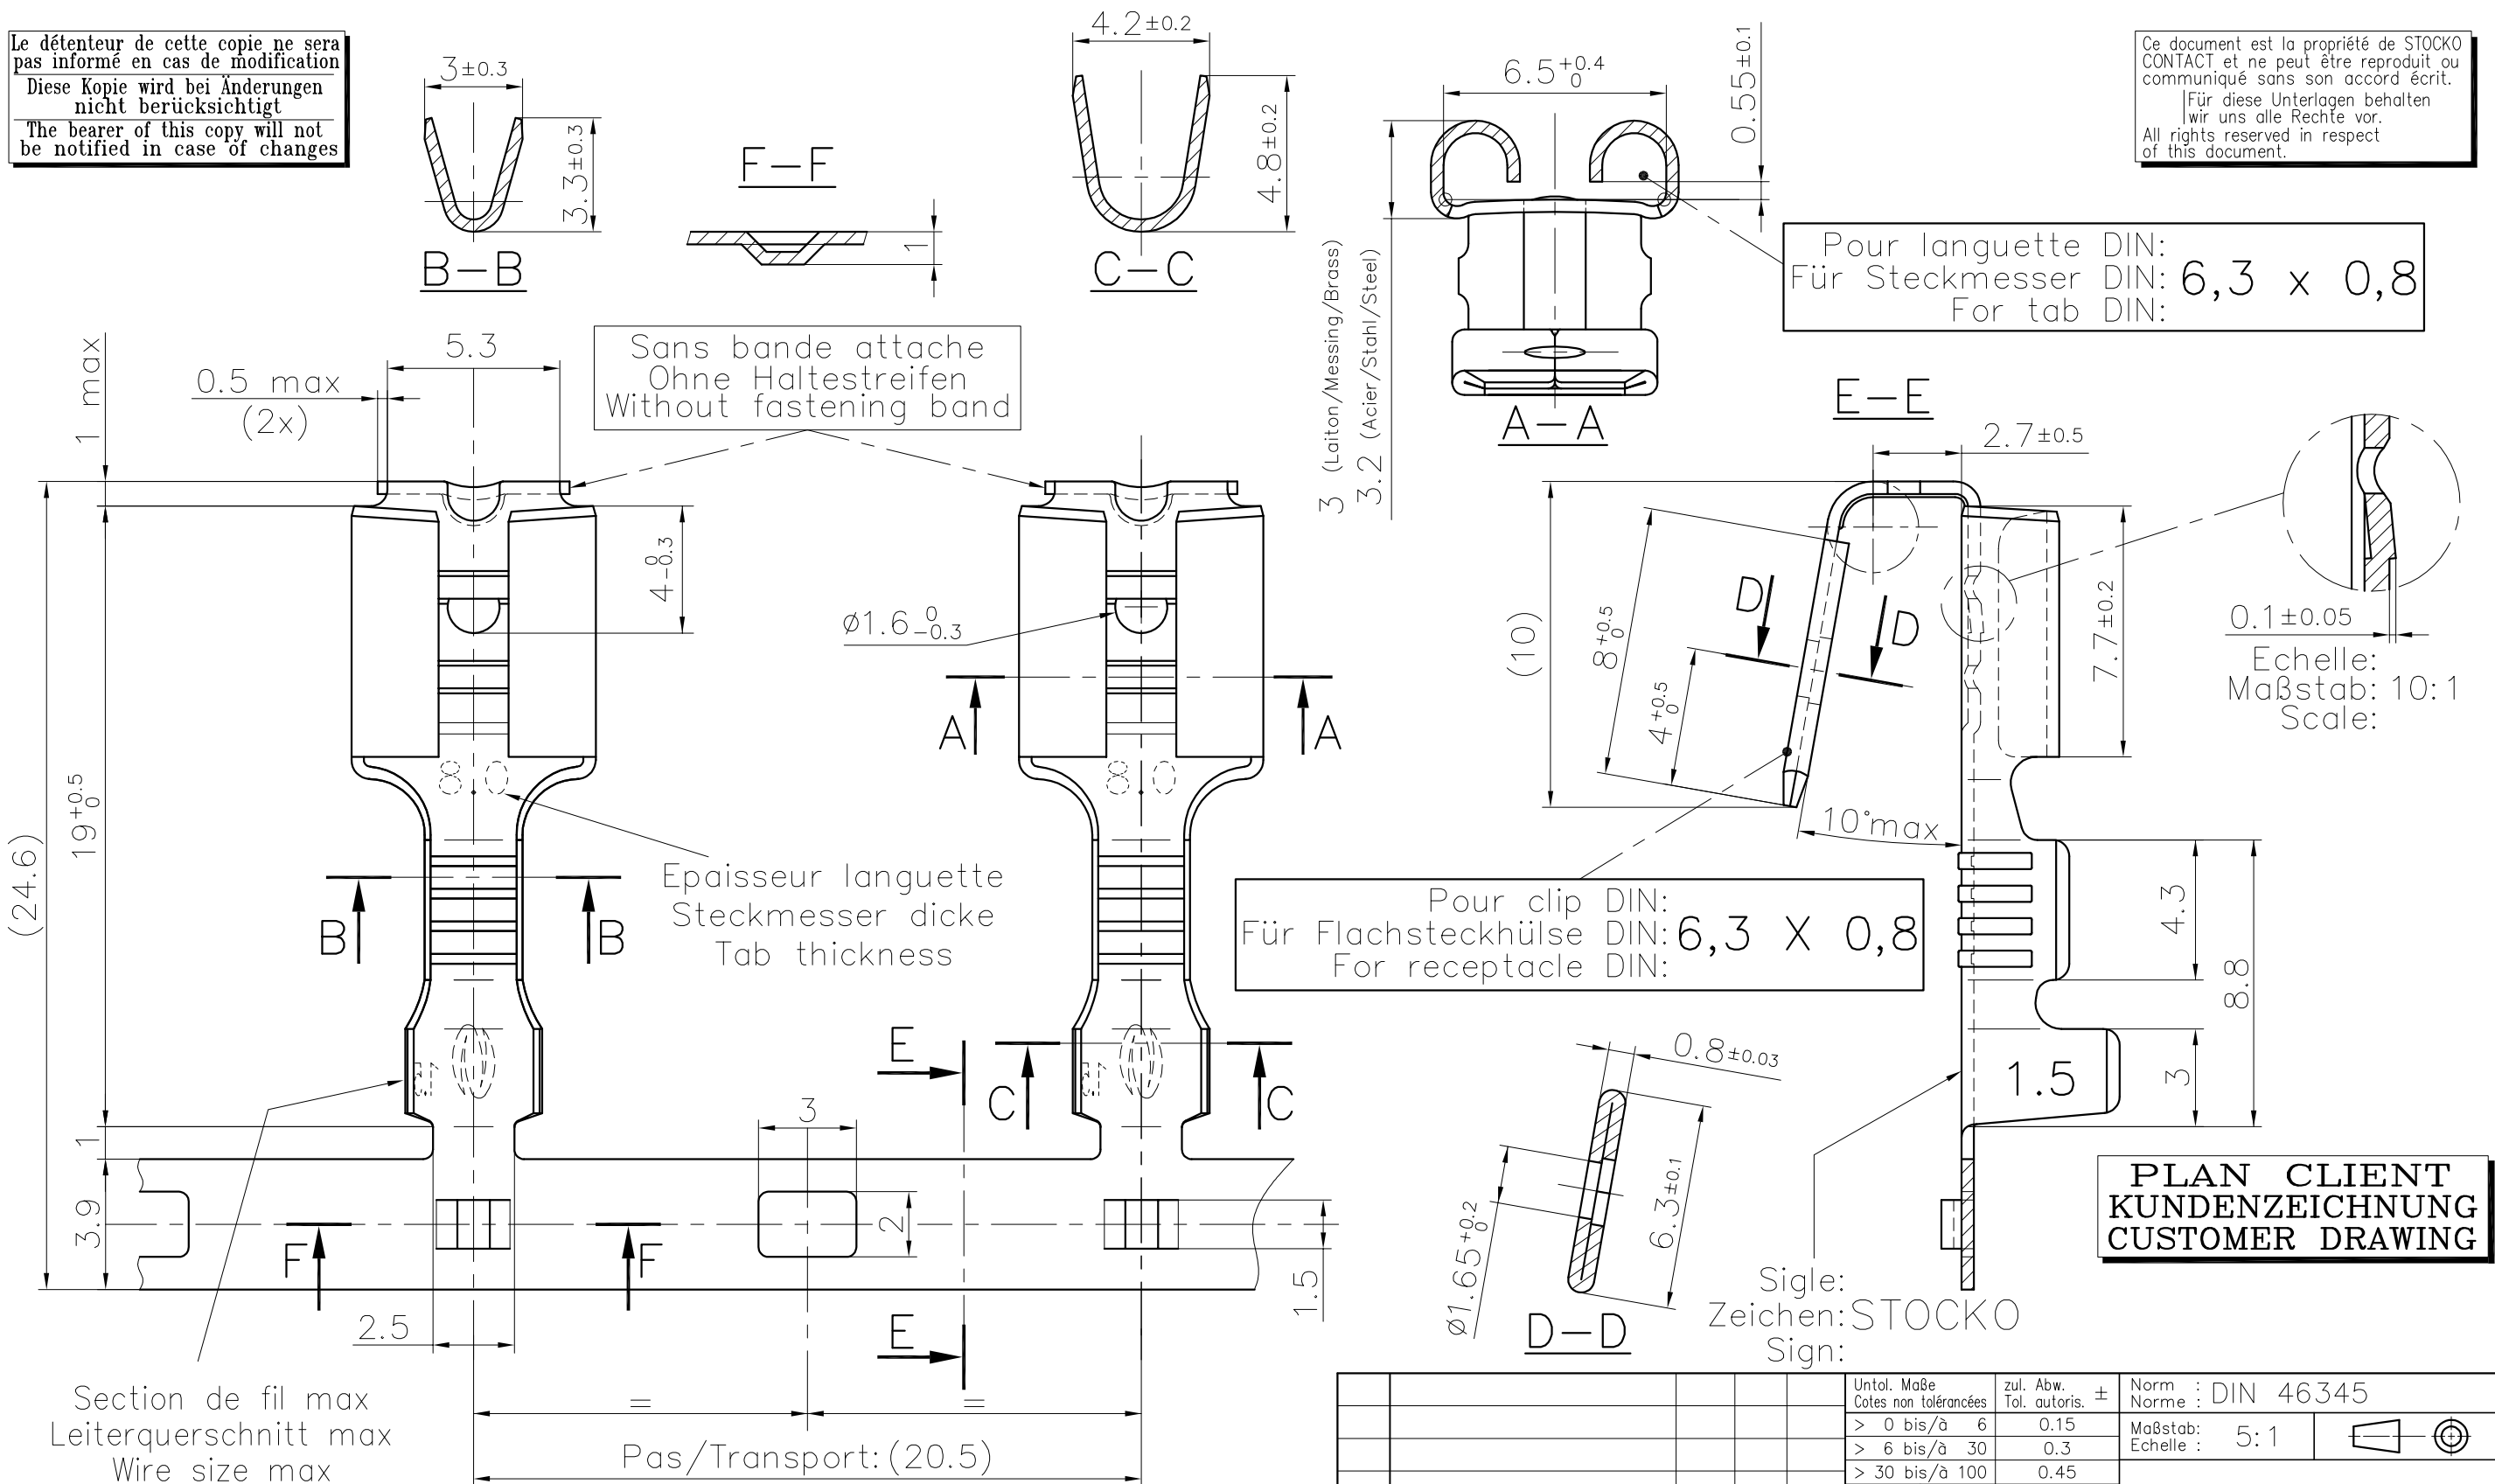 Le détenteur de cette copie ne sera
pas informé en cas de modification
Diese Kopie wird bei Änderungen
nicht berücksichtigt
The bearer of this copy will not
be notified in case of changes
3±0.3
3.3±0.3
B–B
F–F
1
4.2±0.2
4.8±0.2
C–C
6.5 +0.4 0
0.55±0.1
3 (Laiton/Messing/Brass)
3.2 (Acier/Stahl/Steel)
A–A
Ce document est la propriété de STOCKO
CONTACT et ne peut être reproduit ou
communiqué sans son accord écrit.
Für diese Unterlagen behalten
wir uns alle Rechte vor.
All rights reserved in respect
of this document.
Pour languette DIN:
Für Steckmesser DIN: 6,3 x 0,8
For tab DIN:
1 max
0.5 max
(2x)
5.3
Sans bande attache
Ohne Haltestreifen
Without fastening band
4 0 -0.3
ø1.6 0 -0.3
A
A
8.0
8.0
19 +0.5 0
(24.6)
Epaisseur languette
Steckmesser dicke
Tab thickness
B
B
E
C
C
1.5
1.5
1
3.9
3
2
F
F
1.5
2.5
E
=
=
Section de fil max
Leiterquerschnitt max
Wire size max
Pas/Transport: (20.5)
E–E
2.7±0.5
(10)
8 +0.5 0
4 +0.5 0
D
D
10° max
7.7±0.2
0.1±0.05
Echelle:
Maßstab: 10:1
Scale:
Pour clip DIN:
Für Flachsteckhülse DIN: 6,3 X 0,8
For receptacle DIN:
4.3
8.8
3
1.5
0.8±0.03
6.3±0.1
ø1.65 +0.2 0
D–D
Sigle:
Zeichen: STOCKO
Sign:
PLAN CLIENT
KUNDENZEICHNUNG
CUSTOMER DRAWING
Untol. Maße
Cotes non tolérancées
zul. Abw.
Tol. autoris. ±
> 0 bis/à 6 0.15
> 6 bis/à 30 0.3
> 30 bis/à 100 0.45
Norm :
Norme : DIN 46345
Maßstab:
Echelle : 5:1